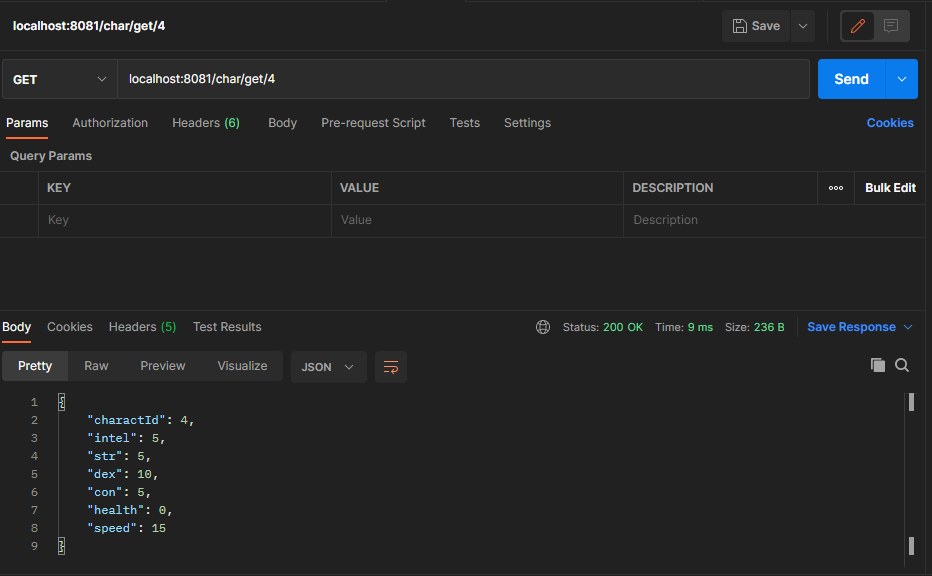 localhost:8081/char/get/4 Save
GET localhost:8081/char/get/4 Send
Params Authorization Headers (6) Body Pre-request Script Tests Settings Cookies
Query Params
KEY VALUE DESCRIPTION ooo Bulk Edit
Key Value Description
Body Cookies Headers (5) Test Results Status: 200 OK Time: 9 ms Size: 236 B Save Response
Pretty Raw Preview Visualize JSON
1 {
2 "charactId": 4,
3 "intel": 5,
4 "str": 5,
5 "dex": 10,
6 "con": 5,
7 "health": 0,
8 "speed": 15
9 }